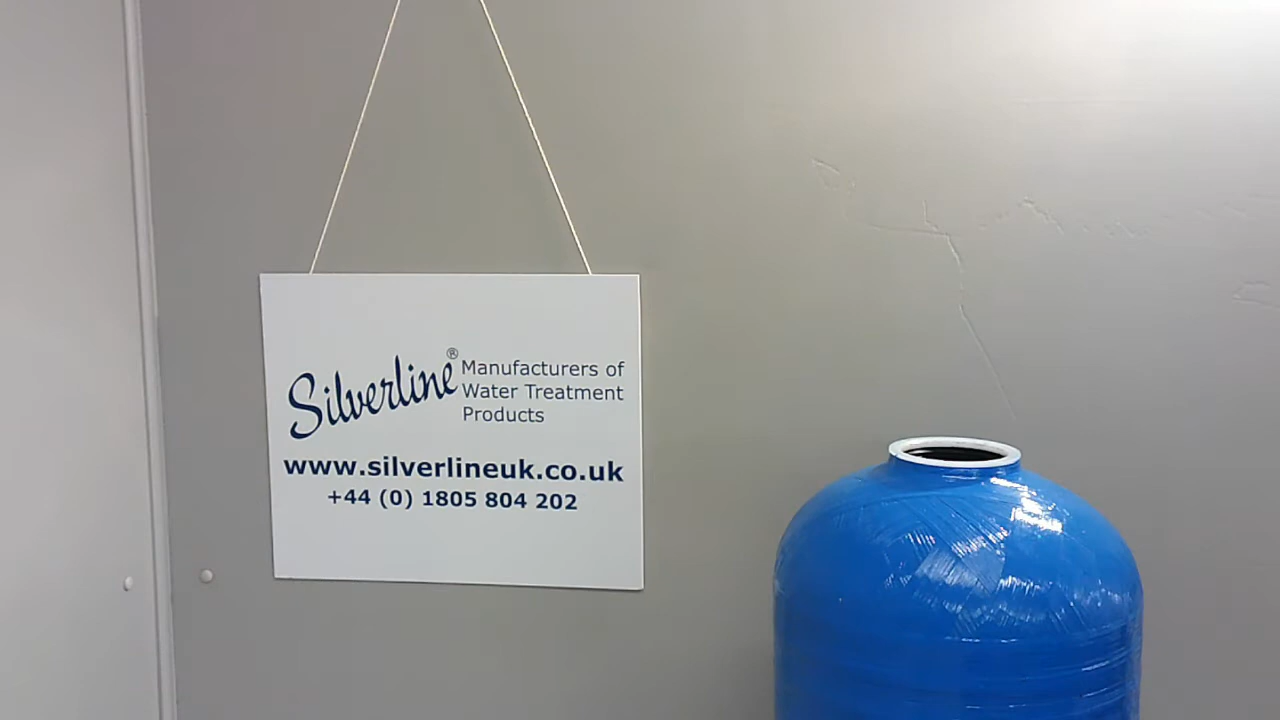 Silverline® Manufacturers of
Water Treatment
Products
www.silverlineuk.co.uk
+44 (0) 1805 804 202